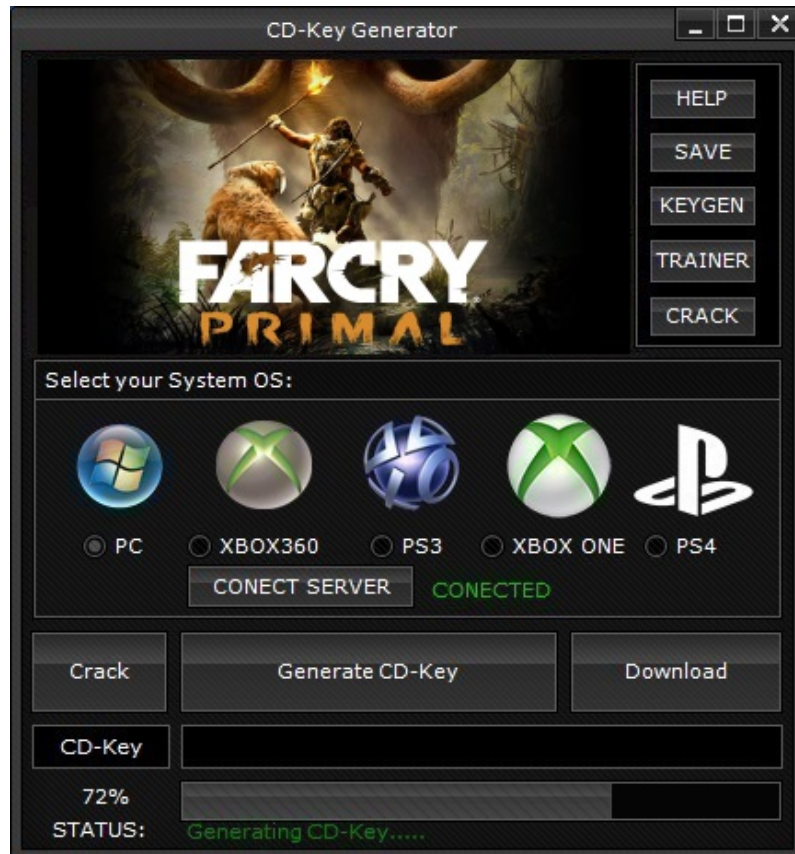 CD-Key Generator
HELP
SAVE
KEYGEN
TRAINER
CRACK
FARCRY
PRIMAL
Select your System OS:
PC XBOX360 PS3 XBOX ONE PS4
CONECT SERVER CONECTED
Crack Generate CD-Key Download
CD-Key
72%
STATUS: Generating CD-Key.....